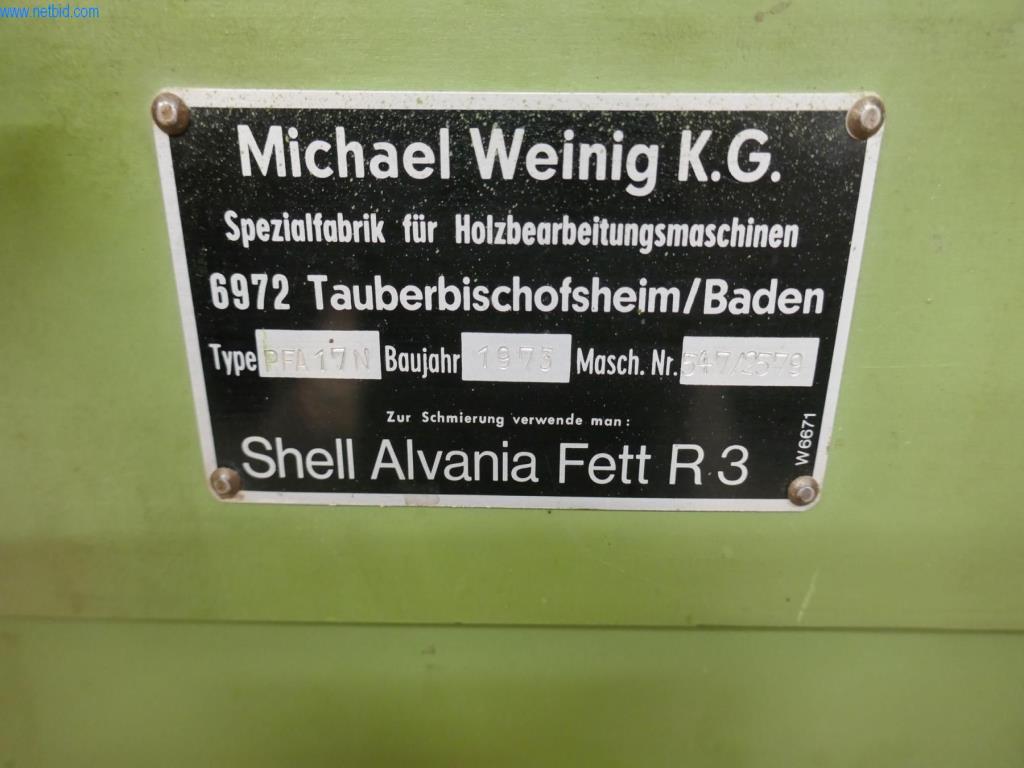 www.netbid.com
Michael Weinig K.G.
Spezialfabrik für Holzbearbeitungsmaschinen
6972 Tauberbischofsheim/Baden
Type PFA 17 N Baujahr 1973 Masch. Nr. 547/2579
Zur Schmierung verwende man:
Shell Alvania Fett R 3
W6671